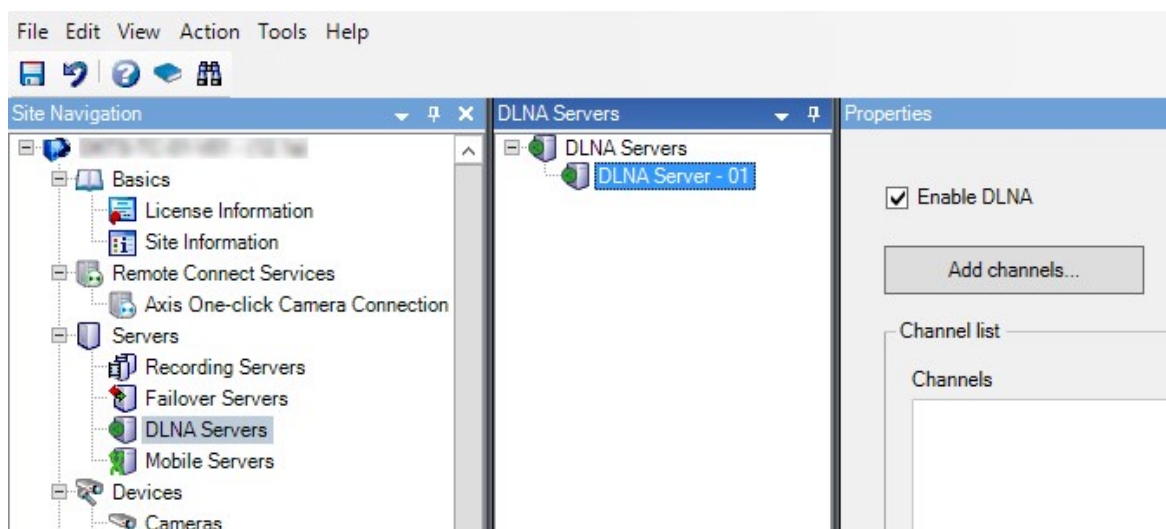 File Edit View Action Tools Help
Site Navigation
Basics
License Information
Site Information
Remote Connect Services
Axis One-click Camera Connection
Servers
Recording Servers
Failover Servers
DLNA Servers
Mobile Servers
Devices
Cameras
DLNA Servers
DLNA Servers
DLNA Server - 01
Properties
Enable DLNA
Add channels...
Channel list
Channels